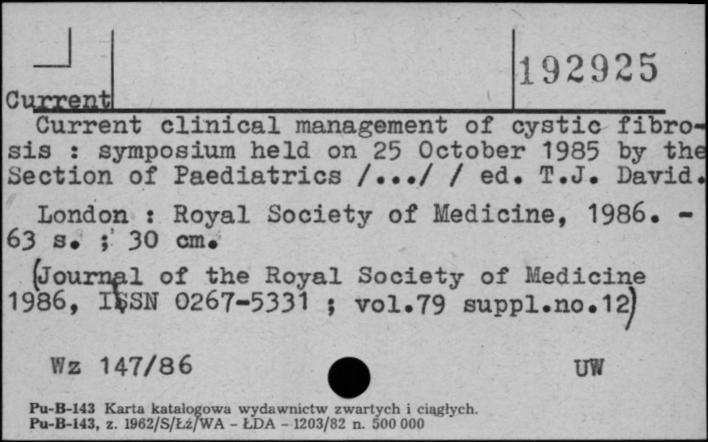 192925
Current
Current clinical management of cystic fibro-
sis : symposium held on 25 October 1985 by the
Section of Paediatrics /.../ / ed. T.J. David.
London : Royal Society of Medicine, 1986. -
63 s. ; 30 cm.
(Journal of the Royal Society of Medicine
1986, ISSN 0267-5331 ; vol.79 suppl.no.12)
Wz 147/86 UW
Pu-B-143 Karta katalogowa wydawnictw zwartych i ciągłych.
Pu-B-143, z. 1962/S/Łż/WA - ŁDA - 1203/82 n. 500 000